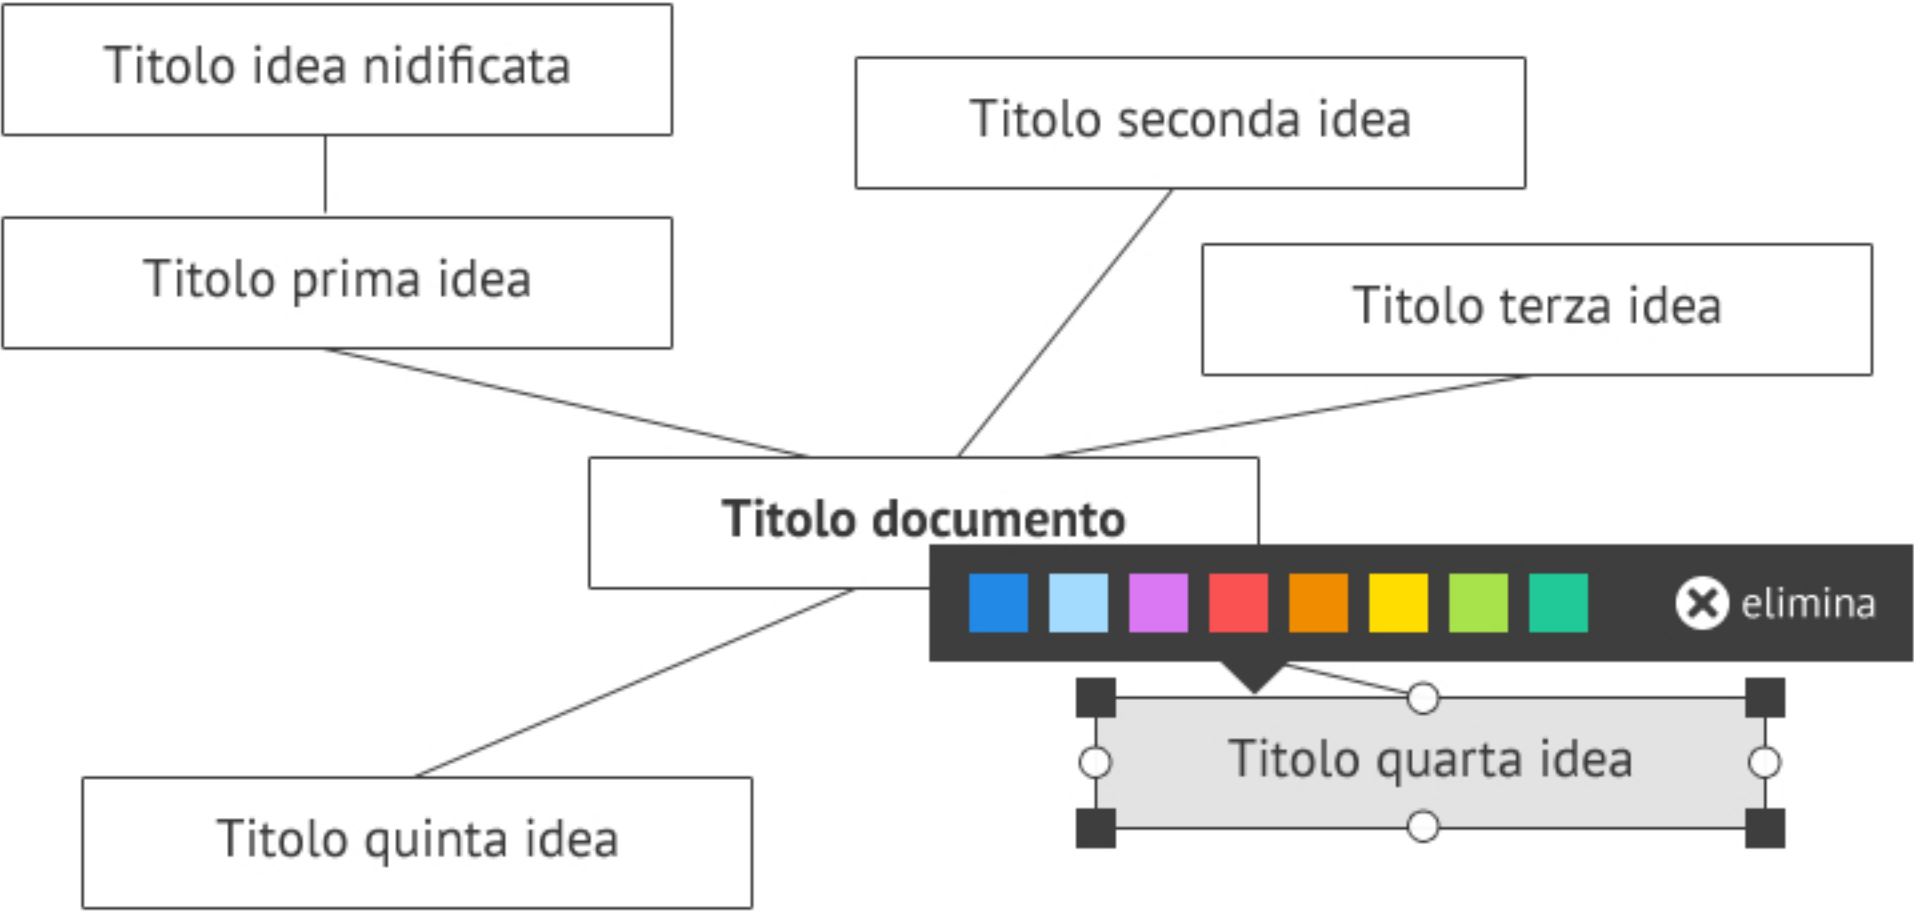 Titolo idea nidificata
Titolo seconda idea
Titolo prima idea
Titolo terza idea
Titolo documento
elimina
Titolo quarta idea
Titolo quinta idea